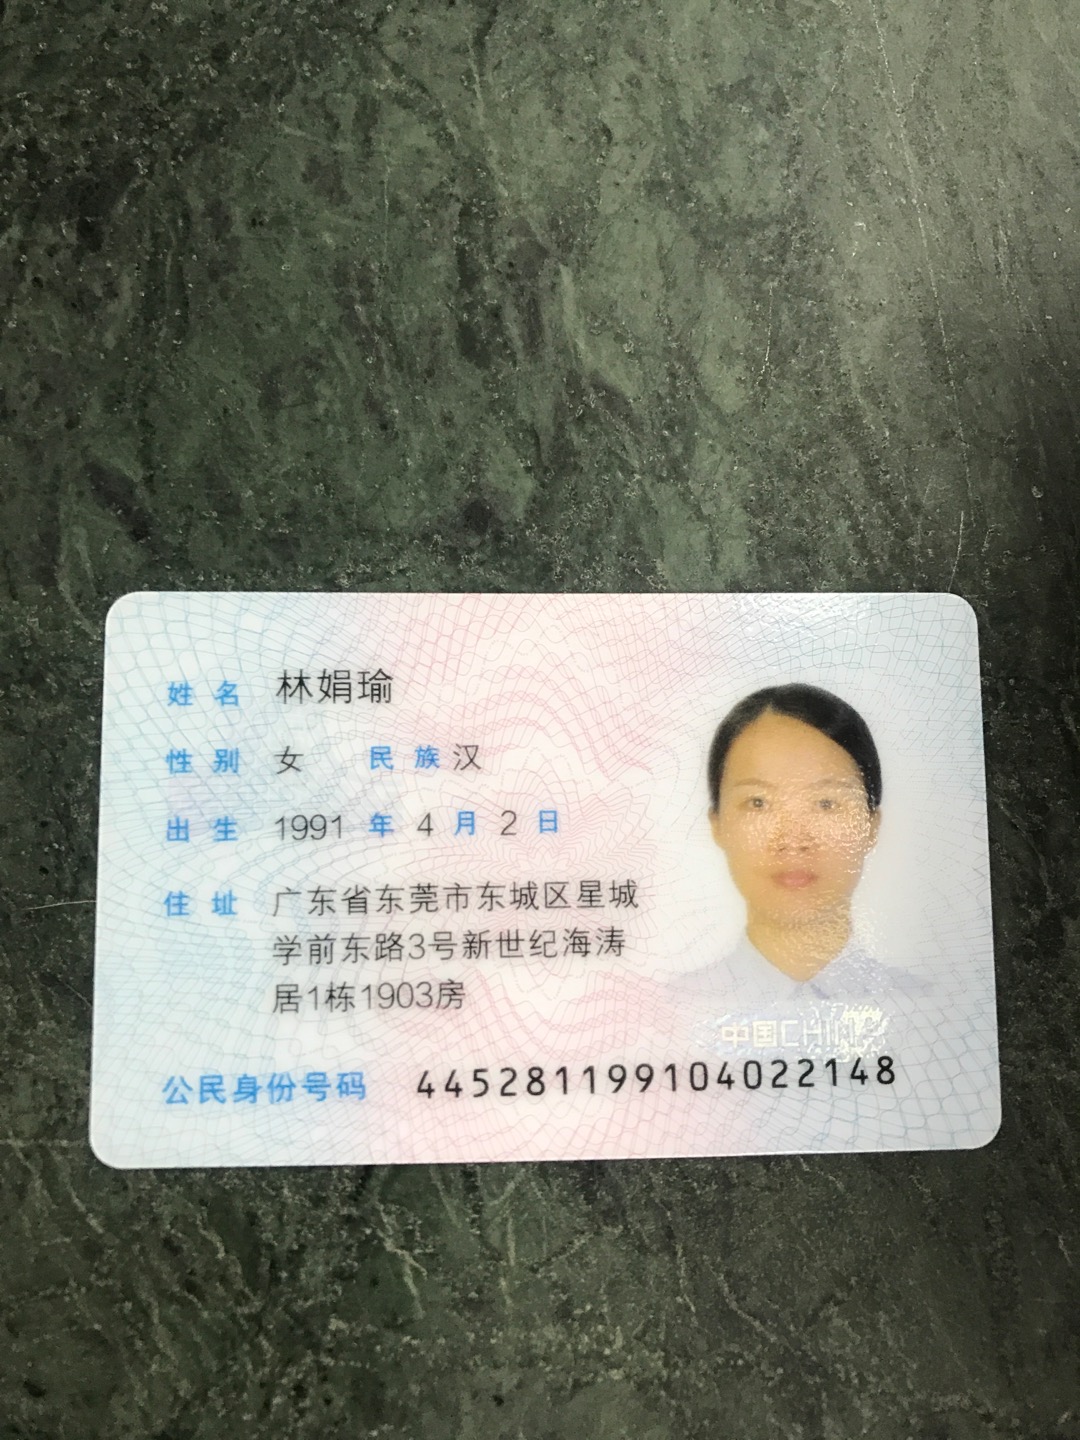 姓名 林娟瑜
性别 女 民族 汉
出生 1991 年 4 月 2 日
住址 广东省东莞市东城区星城
学前东路3号新世纪海涛
居1栋1903房
中国CHINA
公民身份号码 445281199104022148